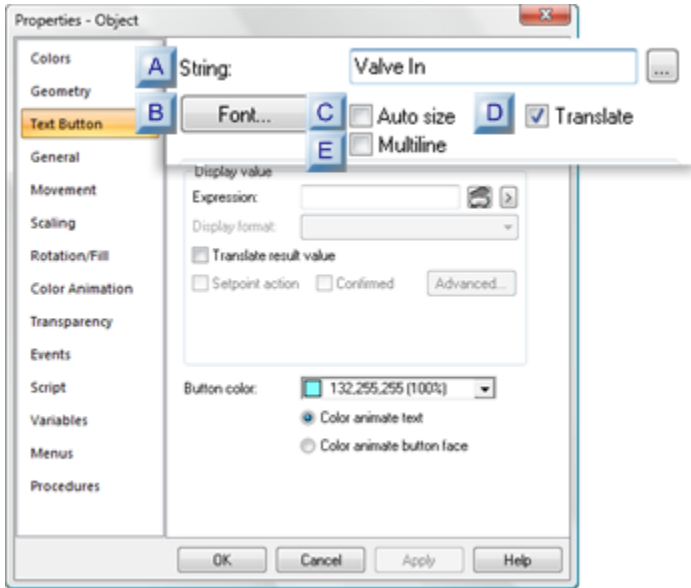 Properties - Object
Colors
Geometry
Text Button
General
Movement
Scaling
Rotation/Fill
Color Animation
Transparency
Events
Script
Variables
Menus
Procedures
A String: Valve In ...
B Font... C Auto size D Translate
E Multiline
Display value
Expression:
Display format:
Translate result value
Setpoint action Confirmed Advanced...
Button color: 132,255,255 (100%)
Color animate text
Color animate button face
OK Cancel Apply Help